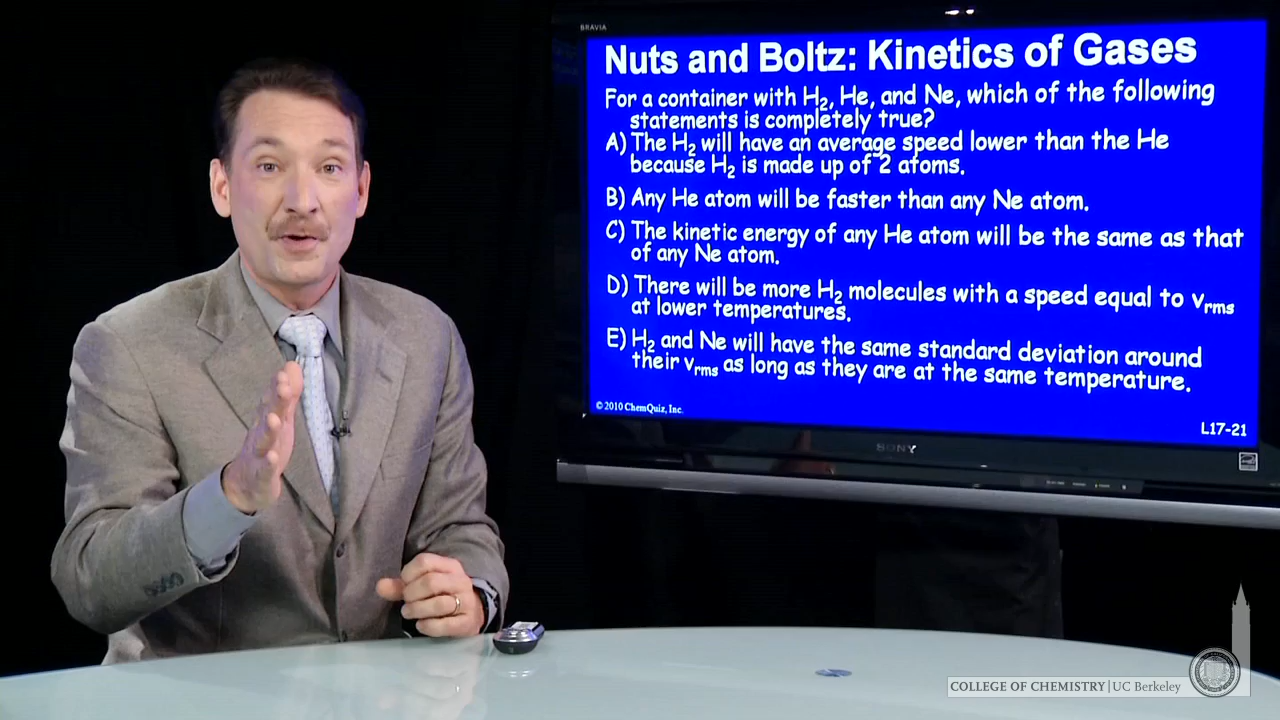 BRAVIA
Nuts and Boltz: Kinetics of Gases
For a container with H₂, He, and Ne, which of the following
statements is completely true?
A) The H₂ will have an average speed lower than the He
because H₂ is made up of 2 atoms.
B) Any He atom will be faster than any Ne atom.
C) The kinetic energy of any He atom will be the same as that
of any Ne atom.
D) There will be more H₂ molecules with a speed equal to vrms
at lower temperatures.
E) H₂ and Ne will have the same standard deviation around
their vrms as long as they are at the same temperature.
© 2010 ChemQuiz, Inc.
L17-21
SONY
COLLEGE OF CHEMISTRY | UC Berkeley